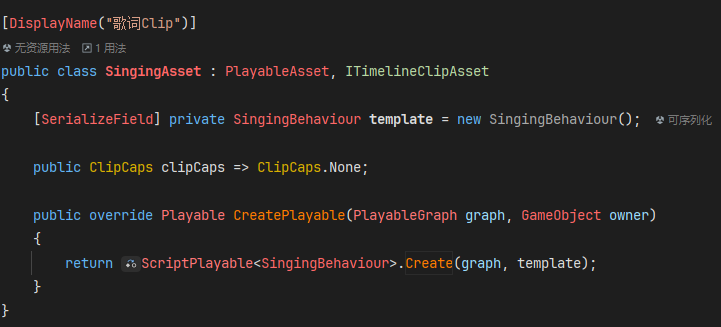 [DisplayName("歌词Clip")]
无资源用法 1 用法
public class SingingAsset : PlayableAsset, ITimelineClipAsset
{
[SerializeField] private SingingBehaviour template = new SingingBehaviour(); 可序列化
public ClipCaps clipCaps => ClipCaps.None;
public override Playable CreatePlayable(PlayableGraph graph, GameObject owner)
{
return ScriptPlayable<SingingBehaviour>.Create(graph, template);
}
}